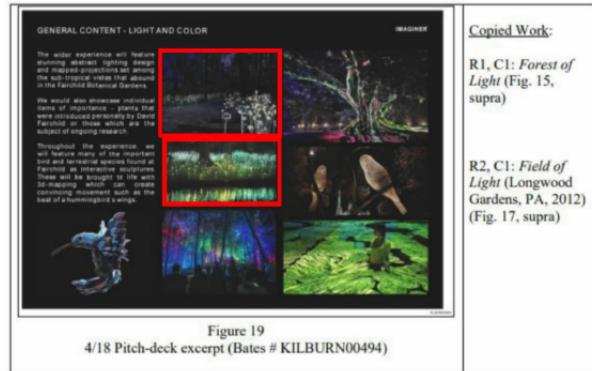 GENERAL CONTENT - LIGHT AND COLOR
IMAGINER
The wider experience will feature
stunning abstract lighting design
and mapped-projections set among
the sub-tropical vistas that abound
in the Fairchild Botanical Gardens.
We would also showcase individual
items of importance - plants that
were introduced personally by David
Fairchild or those which are the
subject of ongoing research.
Throughout the experience, we
will feature many of the important
bird and terrestrial species found at
Fairchild as interactive sculptures.
These will be brought to life with
3d-mapping which can create
convincing movement such as the
beat of a hummingbird's wings.
Figure 19
4/18 Pitch-deck excerpt (Bates # KILBURN00494)
Copied Work:
R1, C1: Forest of
Light (Fig. 15,
supra)
R2, C1: Field of
Light (Longwood
Gardens, PA, 2012)
(Fig. 17, supra)